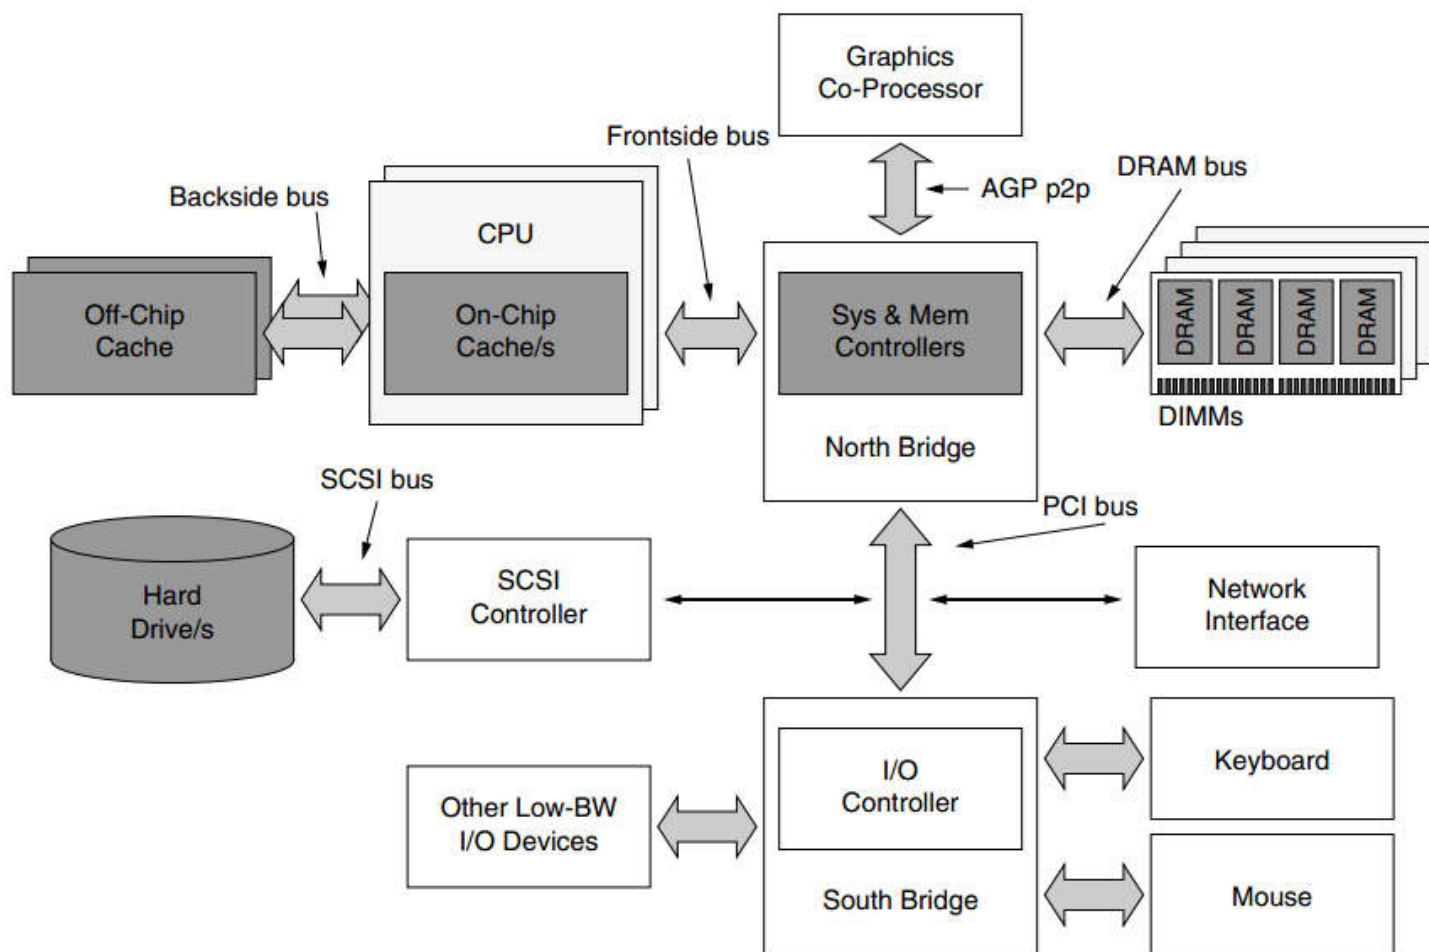 Graphics
Co-Processor
Frontside bus
DRAM bus
Backside bus
AGP p2p
CPU
Off-Chip
Cache
On-Chip
Cache/s
Sys & Mem
Controllers
DRAM
DRAM
DRAM
DRAM
DIMMs
North Bridge
SCSI bus
PCI bus
Hard
Drive/s
SCSI
Controller
Network
Interface
I/O
Controller
Keyboard
Other Low-BW
I/O Devices
South Bridge
Mouse